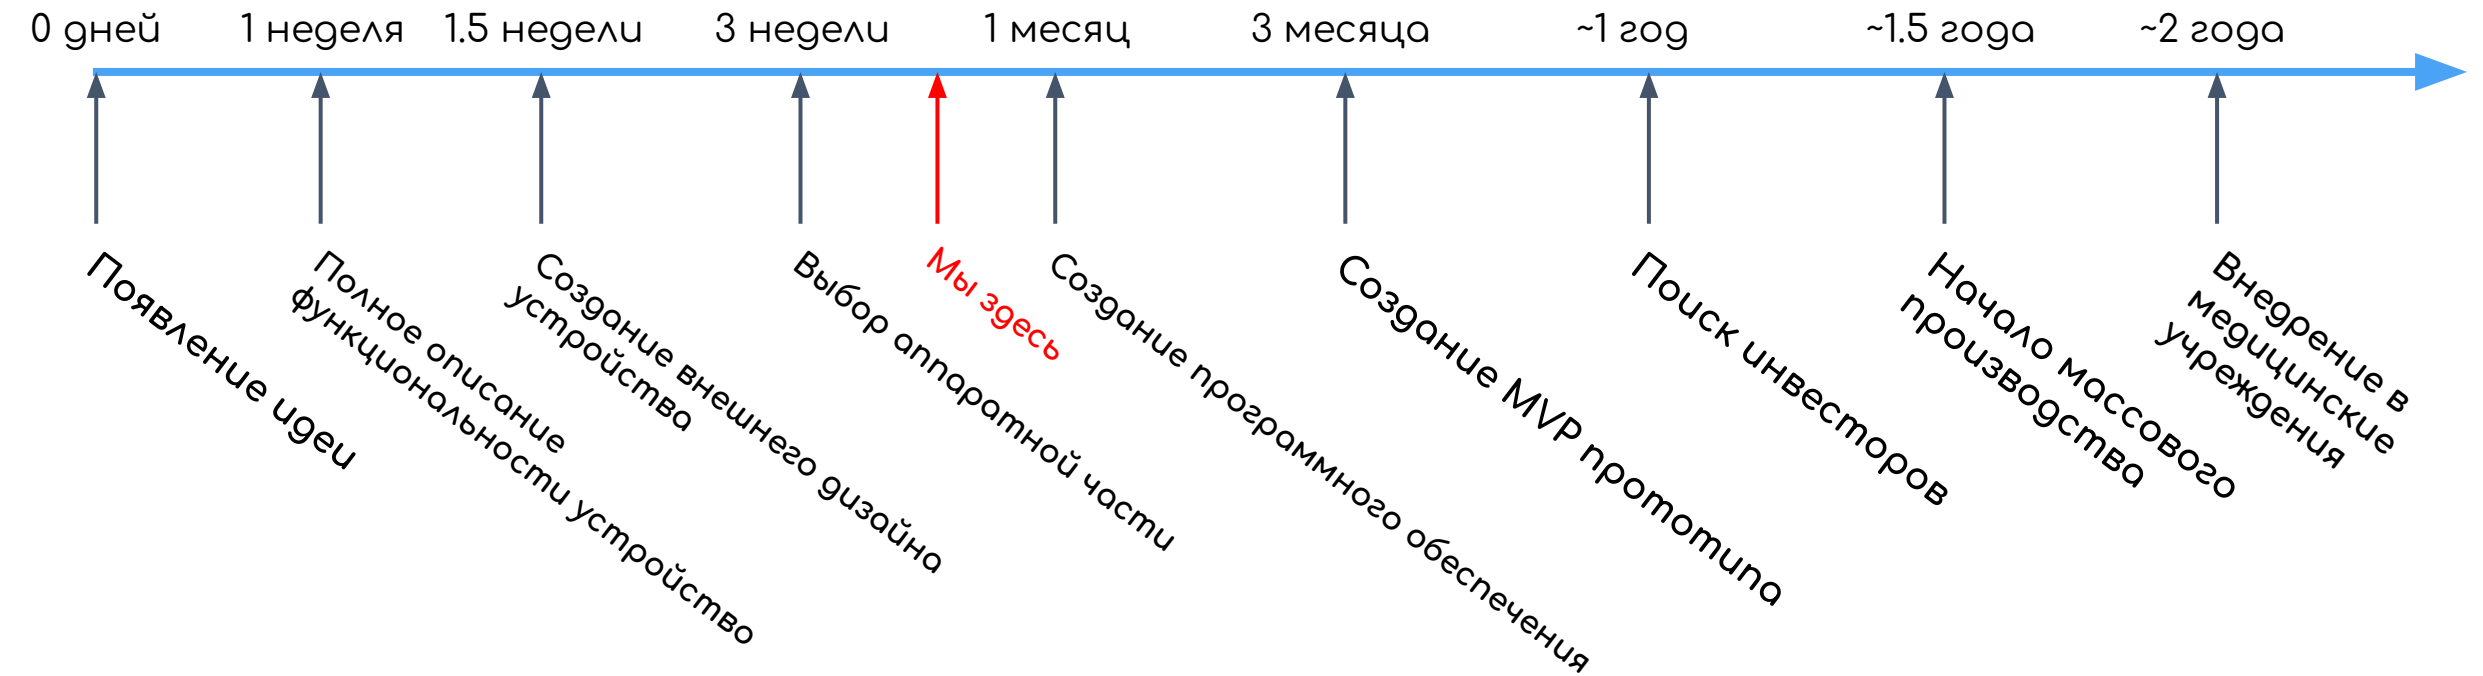 0 дней
1 неделя
1.5 недели
3 недели
1 месяц
3 месяца
~1 год
~1.5 года
~2 года
Появление идеи
Полное описание
функциональности устройство
Создание внешнего дизайна
устройства
Выбор аппаратной части
Мы здесь
Создание программного обеспечения
Создание MVP прототипа
Поиск инвесторов
Начало массового
производства
Внедрение в
медицинские
учреждения